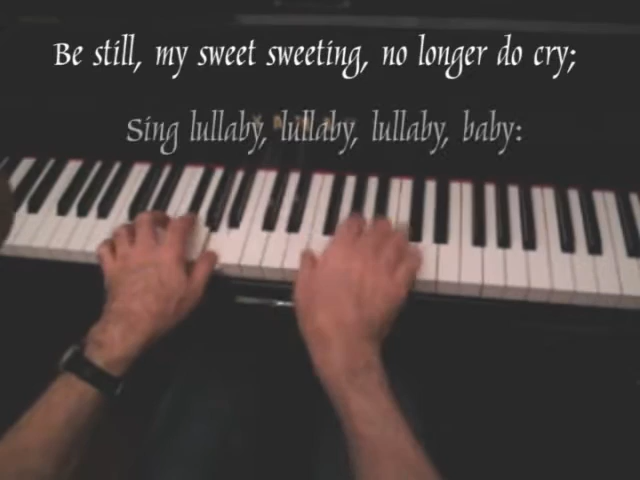 Be still, my sweet sweeting, no longer do cry;
Sing lullaby, lullaby, lullaby, baby: